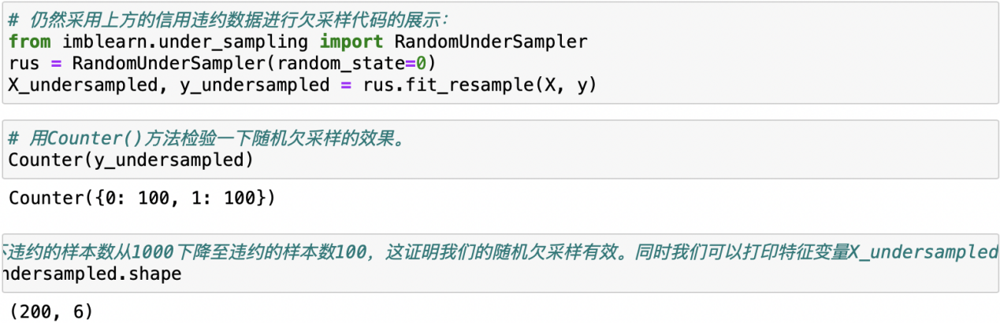 # 仍然采用上方的信用违约数据进行欠采样代码的展示：
from imblearn.under_sampling import RandomUnderSampler
rus = RandomUnderSampler(random_state=0)
X_undersampled, y_undersampled = rus.fit_resample(X, y)
# 用Counter()方法检验一下随机欠采样的效果。
Counter(y_undersampled)
Counter({0: 100, 1: 100})
违约的样本数从1000下降至违约的样本数100，这证明我们的随机欠采样有效。同时我们可以打印特征变量X_undersampled
ndersampled.shape
(200, 6)